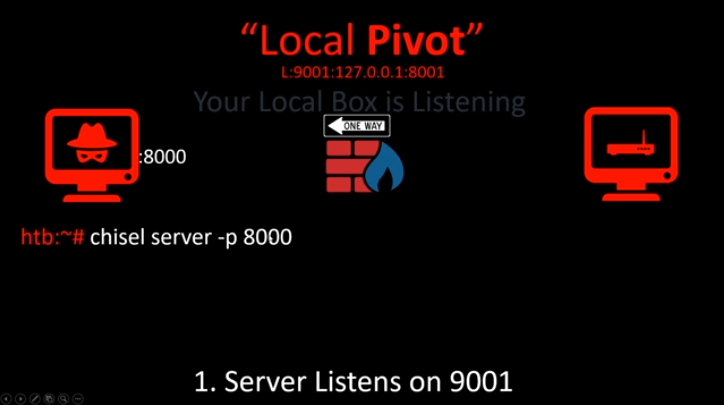 “Local Pivot”
L:9001:127.0.0.1:8001
Your Local Box is Listening
ONE WAY
:8000
htb:~# chisel server -p 8000
1. Server Listens on 9001